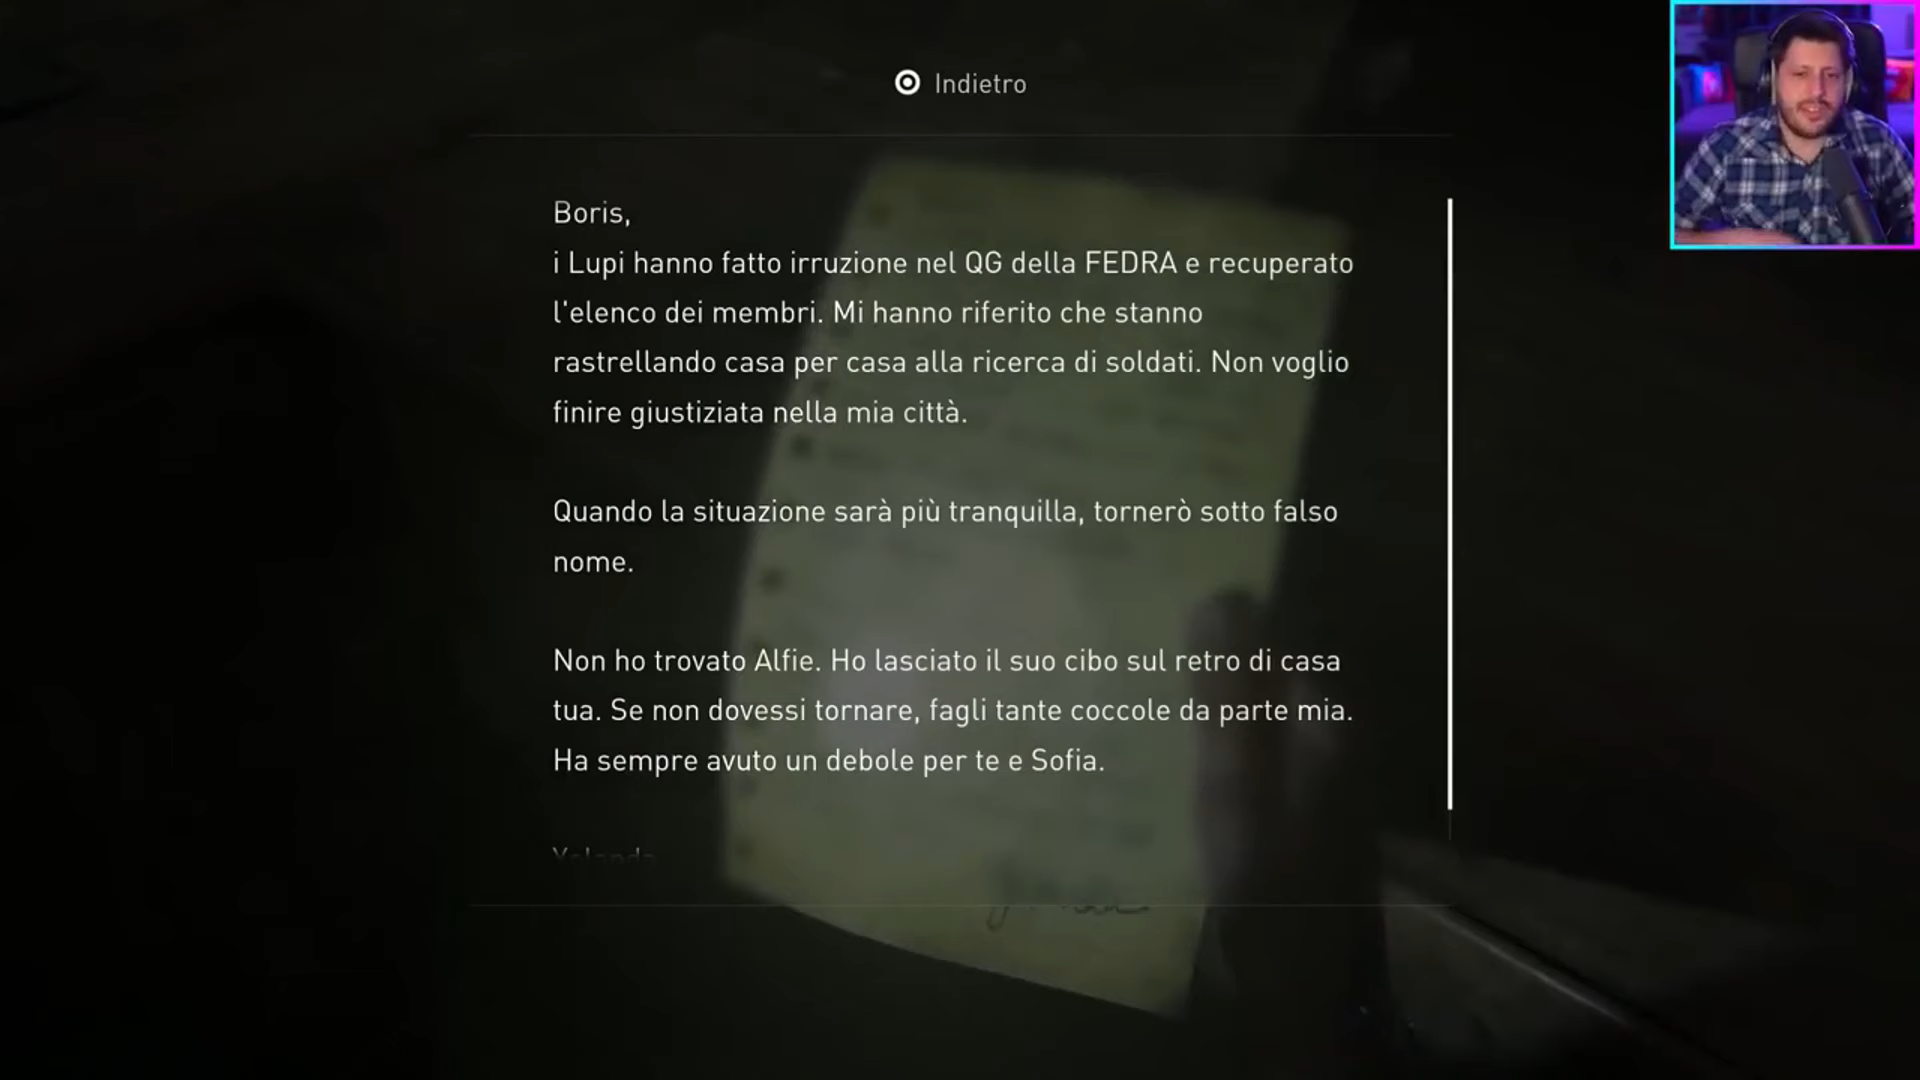 Indietro
Boris,
i Lupi hanno fatto irruzione nel QG della FEDRA e recuperato
l'elenco dei membri. Mi hanno riferito che stanno
rastrellando casa per casa alla ricerca di soldati. Non voglio
finire giustiziata nella mia città.
Quando la situazione sarà più tranquilla, tornerò sotto falso
nome.
Non ho trovato Alfie. Ho lasciato il suo cibo sul retro di casa
tua. Se non dovessi tornare, fagli tante coccole da parte mia.
Ha sempre avuto un debole per te e Sofia.
Yolanda